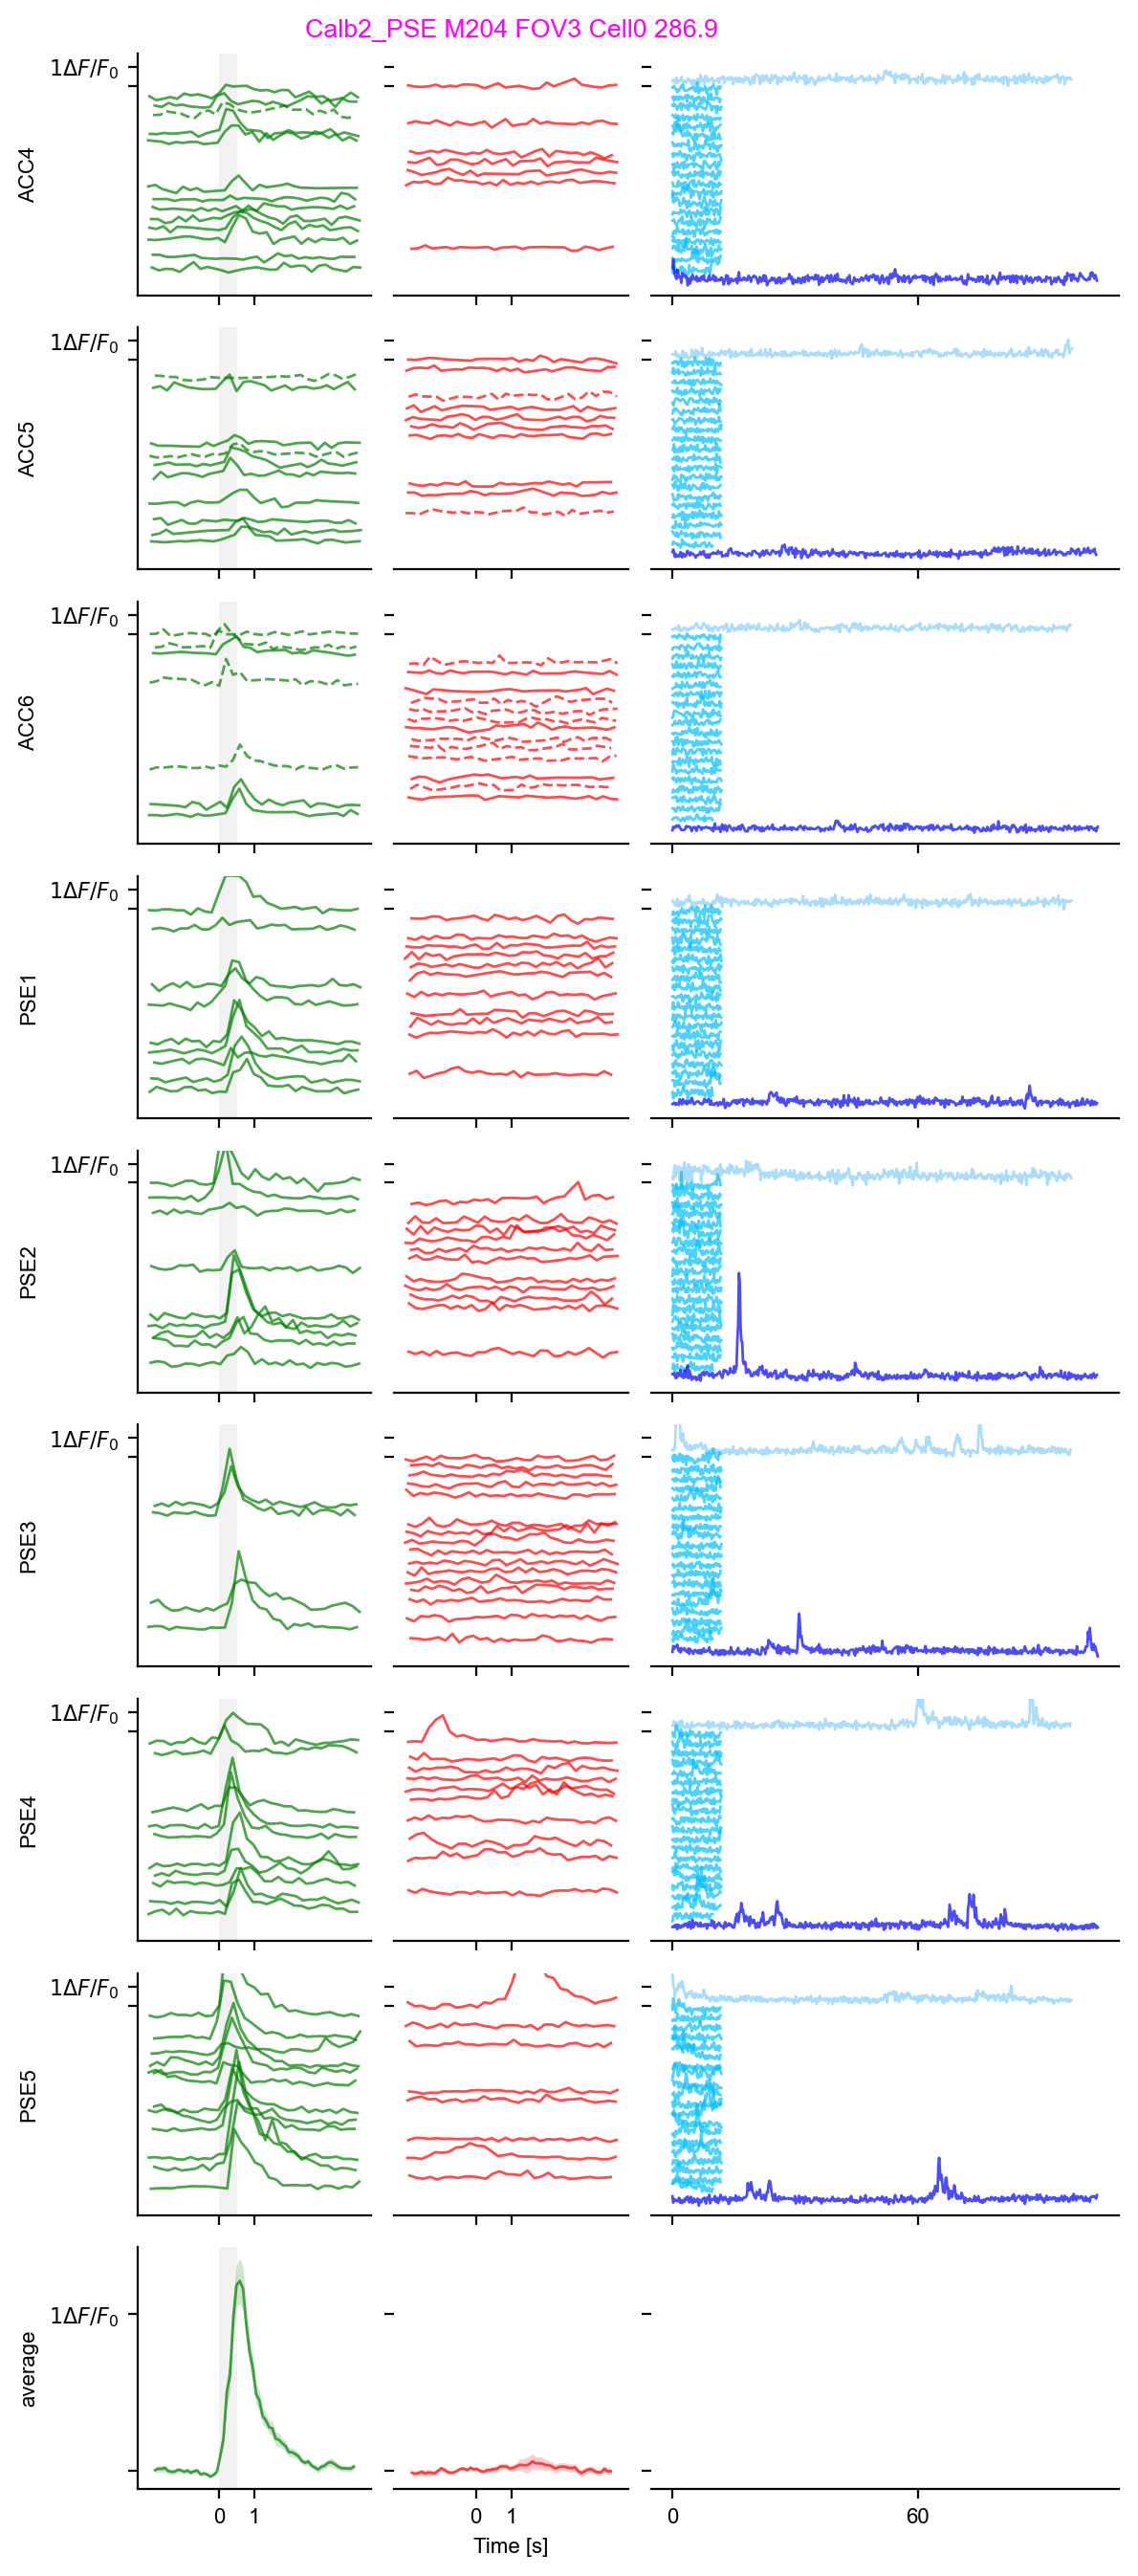 Calb2_PSE M204 FOV3 Cell0 286.9
1ΔF/F₀
ACC4
1ΔF/F₀
ACC5
1ΔF/F₀
ACC6
1ΔF/F₀
PSE1
1ΔF/F₀
PSE2
1ΔF/F₀
PSE3
1ΔF/F₀
PSE4
1ΔF/F₀
PSE5
1ΔF/F₀
average
0 1 0 1 0 60
Time [s]